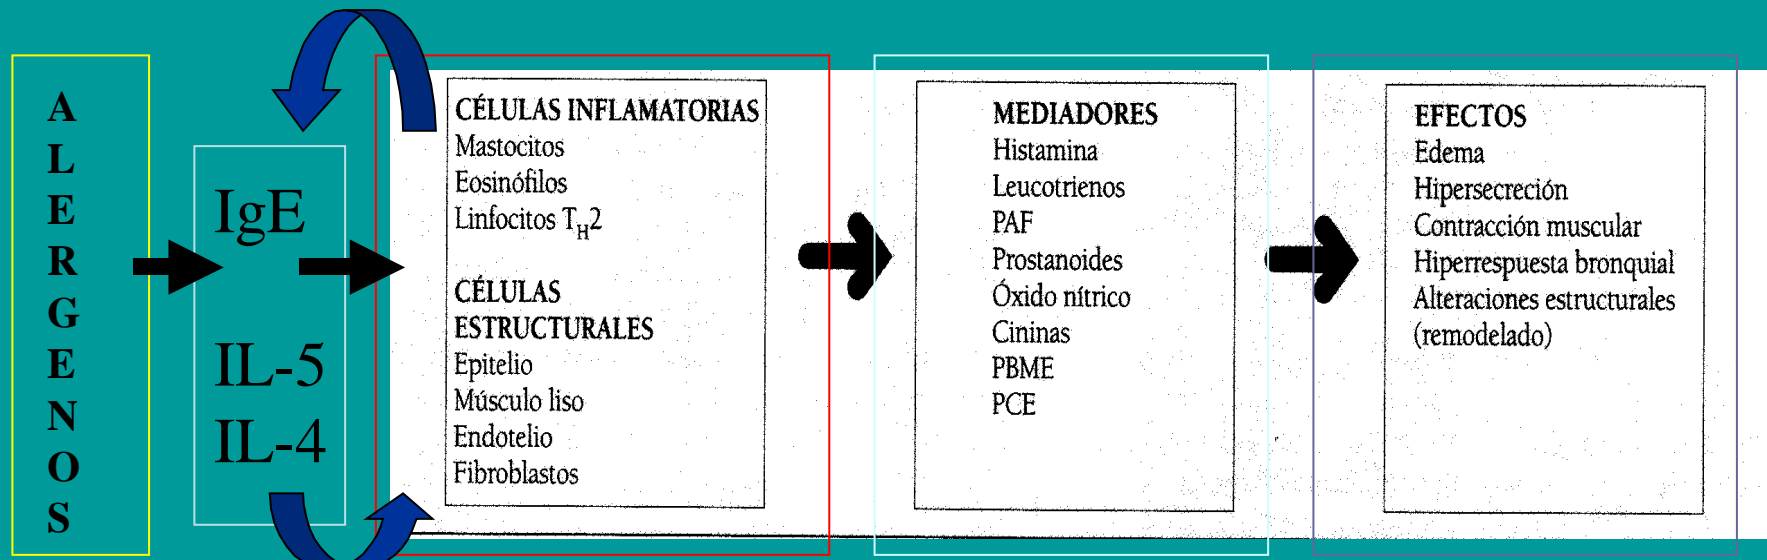 A
L
E
R
G
E
N
O
S
IgE
IL-5
IL-4
CÉLULAS INFLAMATORIAS
Mastocitos
Eosinófilos
Linfocitos TH2
CÉLULAS
ESTRUCTURALES
Epitelio
Músculo liso
Endotelio
Fibroblastos
MEDIADORES
Histamina
Leucotrienos
PAF
Prostanoides
Óxido nítrico
Cininas
PBME
PCE
EFECTOS
Edema
Hipersecreción
Contracción muscular
Hiperrespuesta bronquial
Alteraciones estructurales
(remodelado)